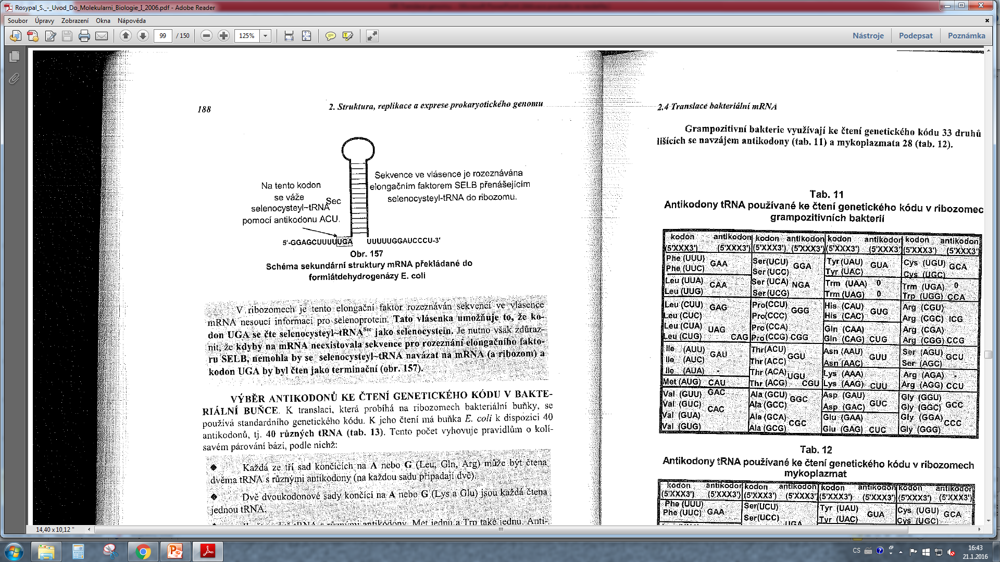 Rosypal_S._-_Uvod_Do_Molekularni_Biologie_I_2006.pdf - Adobe Reader
Soubor Úpravy Zobrazení Okna Nápověda
99 / 150 125% Nástroje Podepsat Poznámka
188 2. Struktura, replikace a exprese prokaryotického genomu
Sekvence ve vlásence je rozeznávána
elongačním faktorem SELB přenášejícím
selenocysteyl-tRNA do ribozomu.
Na tento kodon
se váže
selenocysteyl~tRNA Sec
pomocí antikodonu ACU.
5'-GGAGCUUUUUGA UUUUUGGAUCCCU-3'
Obr. 157
Schéma sekundární struktury mRNA překládané do
formiátdehydrogenázy E. coli
V ribozomech je tento elongační faktor rozeznáván sekvencí ve vlásence
mRNA nesoucí informaci pro selenoprotein. Tato vlásenka umožňuje to, že ko-
don UGA se čte selenocysteyl~tRNASec jako selenocystein. Je nutno však zdůraz-
nit, že kdyby na mRNA neexistovala sekvence pro rozeznání elongačního fakto-
ru SELB, nemohla by se selenocysteyl~tRNA navázat na mRNA (a ribozom) a
kodon UGA by byl čten jako terminační (obr. 157).
VÝBĚR ANTIKODONŮ KE ČTENÍ GENETICKÉHO KÓDU V BAKTE-
RIÁLNÍ BUŇCE. K translaci, která probíhá na ribozomech bakteriální buňky, se
používá standardního genetického kódu. K jeho čtení má buňka E. coli k dispozici 40
antikodonů, tj. 40 různých tRNA (tab. 13). Tento počet vyhovuje pravidlům o kolí-
savém párování bází, podle nichž:
◆ Každá ze tří sad končících na A nebo G (Leu, Gln, Arg) může být čtena
dvěma tRNA s různými antikodony (na každou sadu připadají dvě).
◆ Dvě dvoukodonové sady končící na A nebo G (Lys a Glu) jsou každá čtena
jednou tRNA.
tRNA s různými antikodony, Met jednu a Trp také jednu. Anti-
2.4 Translace bakteriální mRNA
Grampozitivní bakterie využívají ke čtení genetického kódu 33 druhů
lišících se navzájem antikodony (tab. 11) a mykoplazmata 28 (tab. 12).
Tab. 11
Antikodony tRNA používané ke čtení genetického kódu v ribozomec
grampozitivních bakterií
kodon antikodon kodon antikodon kodon antikodon kodon antikodon
(5'XXX3') (5'XXX3') (5'XXX3') (5'XXX3') (5'XXX3') (5'XXX3') (5'XXX3') (5'XXX3')
Phe (UUU) GAA Ser(UCU) GGA Tyr (UAU) GUA Cys (UGU) GCA
Phe (UUC) Ser(UCC) Tyr (UAC) Cys (UGC)
Leu (UUA) CAA Ser (UCA) NGA Trm (UAA) 0 Trm (UGA) 0
Leu (UUG) Ser(UCG) Trm (UAG) 0 Trp (UGG) CCA
Leu (CUU) GAG Pro(CCU) GGG His (CAU) GUG Arg (CGU)
Leu (CUC) Pro(CCC) His (CAC) Arg (CGC) ICG
Leu (CUA) UAG Pro(CCA) Gln (CAA) Arg (CGA)
Leu (CUG) CAG Pro(CCG) CGG Gln (CAG) CUG Arg (CGG) CCG
Ile (AUU) GAU Thr(ACU) GGU Asn (AAU) GUU Ser (AGU) GCU
Ile (AUC) Thr (ACC) Asn (AAC) Ser (AGC)
Ile (AUA) - Thr (ACA) UGU Lys (AAA) Arg (AGA) -
Met (AUG) CAU Thr (ACG) CGU Lys (AAG) CUU Arg (AGG) CCU
Val (GUU) GAC Ala (GCU) GGC Asp (GAU) GUC Gly (GGU) GCC
Val (GUC) CAC Ala (GCC) Asp (GAC) Gly (GGC)
Val (GUA) Ala (GCA) CGC Glu (GAA) Gly (GGA) CCC
Val (GUG) Ala (GCG) Glu (GAG) CUC Gly (GGG)
Tab. 12
Antikodony tRNA používané ke čtení genetického kódu v ribozomech
mykoplazmat
kodon antikodon kodon antikodon kodon antikodon kodon antikodon
(5'XXX3') (5'XXX3') (5'XXX3') (5'XXX3') (5'XXX3') (5'XXX3') (5'XXX3') (5'XXX3')
Phe (UUU) GAA Ser(UCU) Tyr (UAU) GUA Cys (UGU) GCA
Phe (UUC) Ser(UCC) UGA Tyr (UAC) Cys (UGC)
14,40 x 10,12 "
CS 16:43
21.1.2016